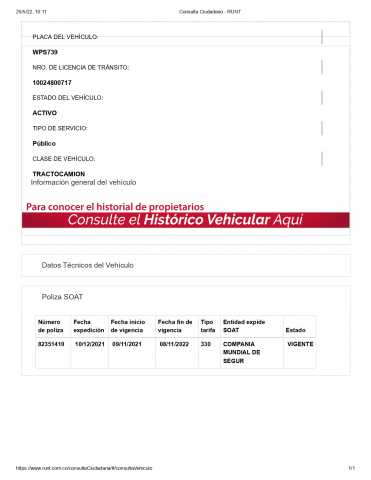 26/5/22, 10:11 Consulta Ciudadano - RUNT
PLACA DEL VEHÍCULO:
WPS739
NRO. DE LICENCIA DE TRÁNSITO:
10024800717
ESTADO DEL VEHÍCULO:
ACTIVO
TIPO DE SERVICIO:
Público
CLASE DE VEHÍCULO:
TRACTOCAMION
Información general del vehículo
Para conocer el historial de propietarios
Consulte el Histórico Vehicular Aquí
Datos Técnicos del Vehículo
Poliza SOAT
Número Fecha Fecha inicio Fecha fin de Tipo Entidad expide
de poliza expedición de vigencia vigencia tarifa SOAT Estado
82351410 10/12/2021 09/11/2021 08/11/2022 330 COMPANIA VIGENTE
MUNDIAL DE
SEGUR
https://www.runt.com.co/consultaCiudadana/#/consultaVehiculo 1/1